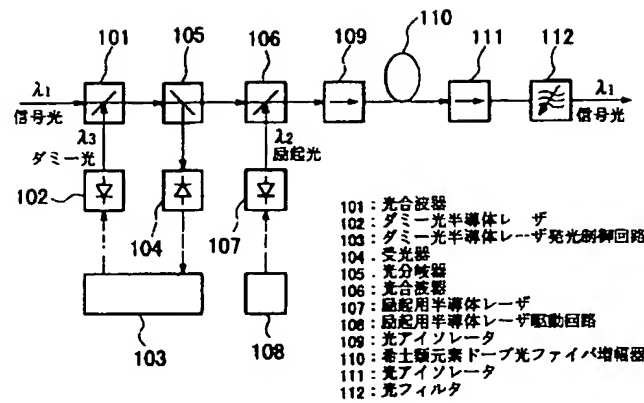 101
105
106
109
110
111
112
λ1
信号光
λ3
ダミー光
λ2
励起光
λ1
信号光
102
104
107
103
108
101：光合波器
102：ダミー光半導体レーザ
103：ダミー光半導体レーザ発光制御回路
104：受光器
105：光分岐器
106：光合波器
107：励起用半導体レーザ
108：励起用半導体レーザ駆動回路
109：光アイソレータ
110：希土類元素ドープ光ファイバ増幅器
111：光アイソレータ
112：光フィルタ